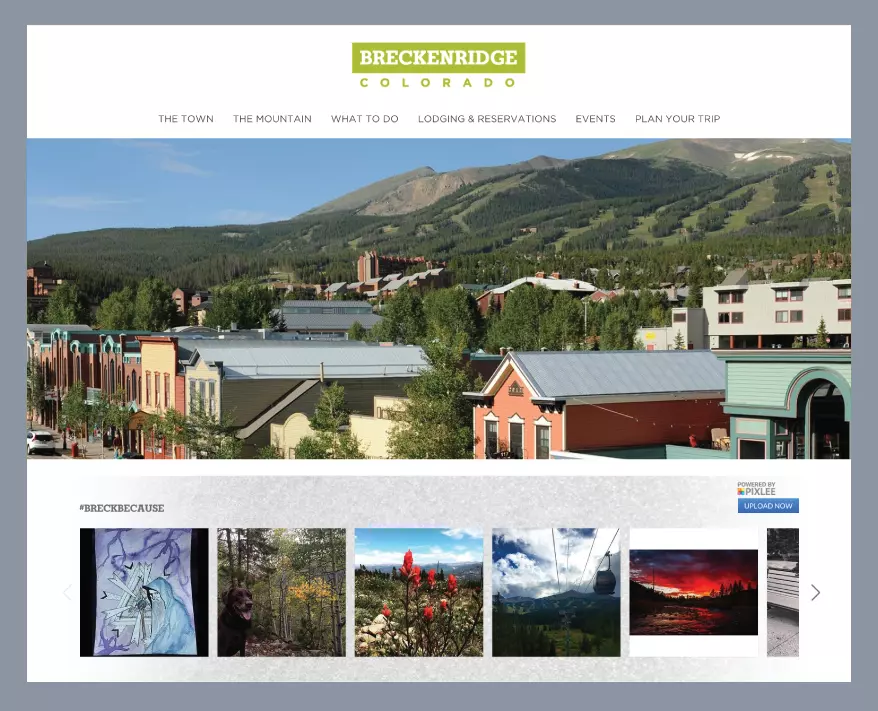 BRECKENRIDGE
COLORADO
THE TOWN THE MOUNTAIN WHAT TO DO LODGING & RESERVATIONS EVENTS PLAN YOUR TRIP
POWERED BY
PIXLEE
#BRECKBECAUSE
UPLOAD NOW